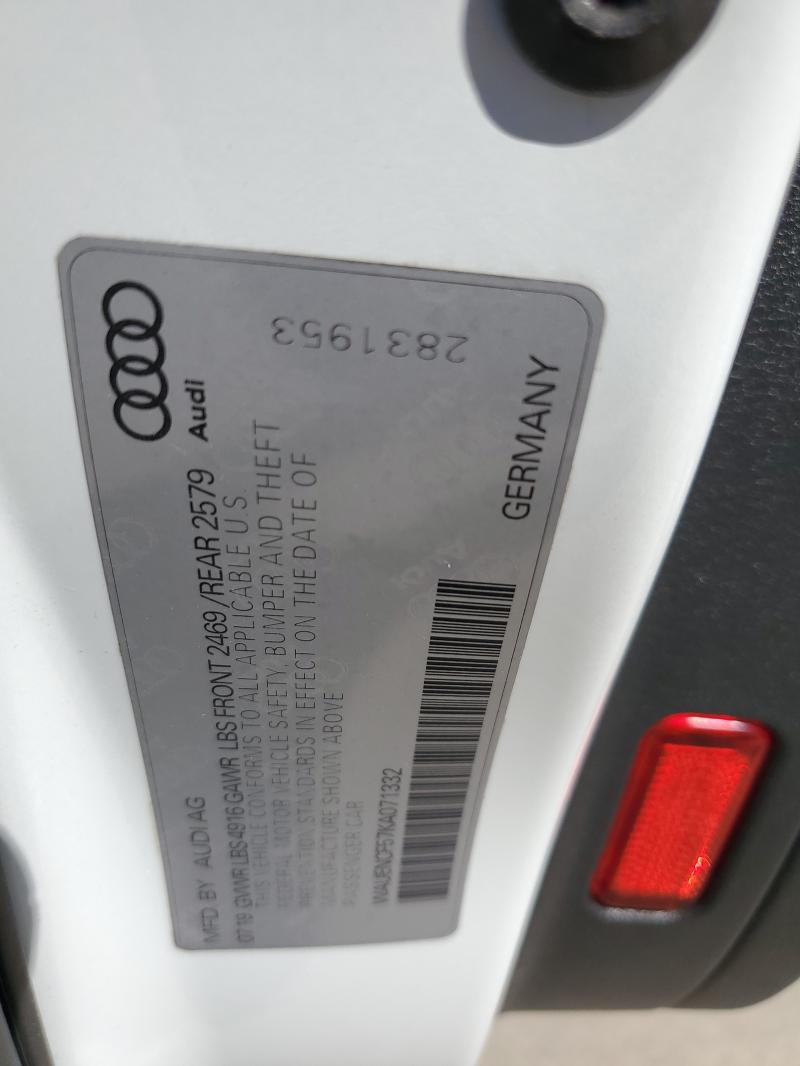 Audi
2831953
MFD BY AUDI AG
07/19 GVWR LBS 4916 GAWR LBS FRONT 2469/REAR 2579
THIS VEHICLE CONFORMS TO ALL APPLICABLE U.S.
FEDERAL MOTOR VEHICLE SAFETY, BUMPER AND THEFT
PREVENTION STANDARDS IN EFFECT ON THE DATE OF
MANUFACTURE SHOWN ABOVE
PASSENGER CAR
WAUENCF57KA071332
GERMANY